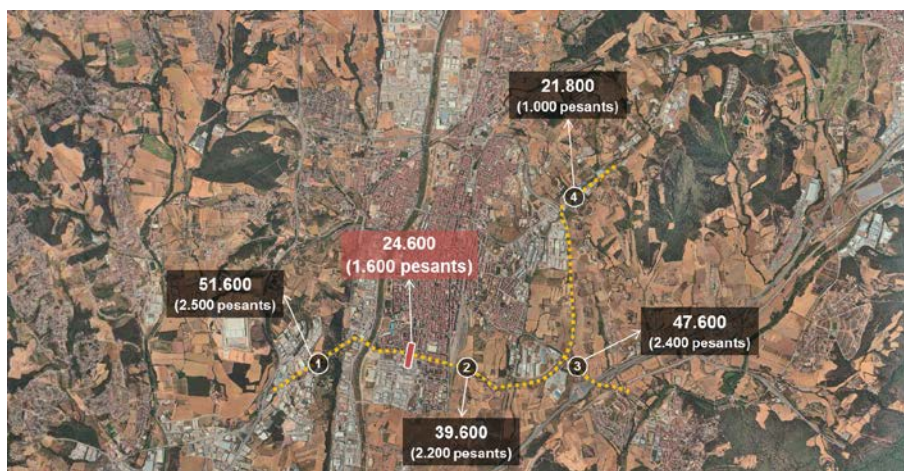 21.800
(1.000 pesants)
4
24.600
(1.600 pesants)
51.600
(2.500 pesants)
1
47.600
(2.400 pesants)
3
2
39.600
(2.200 pesants)